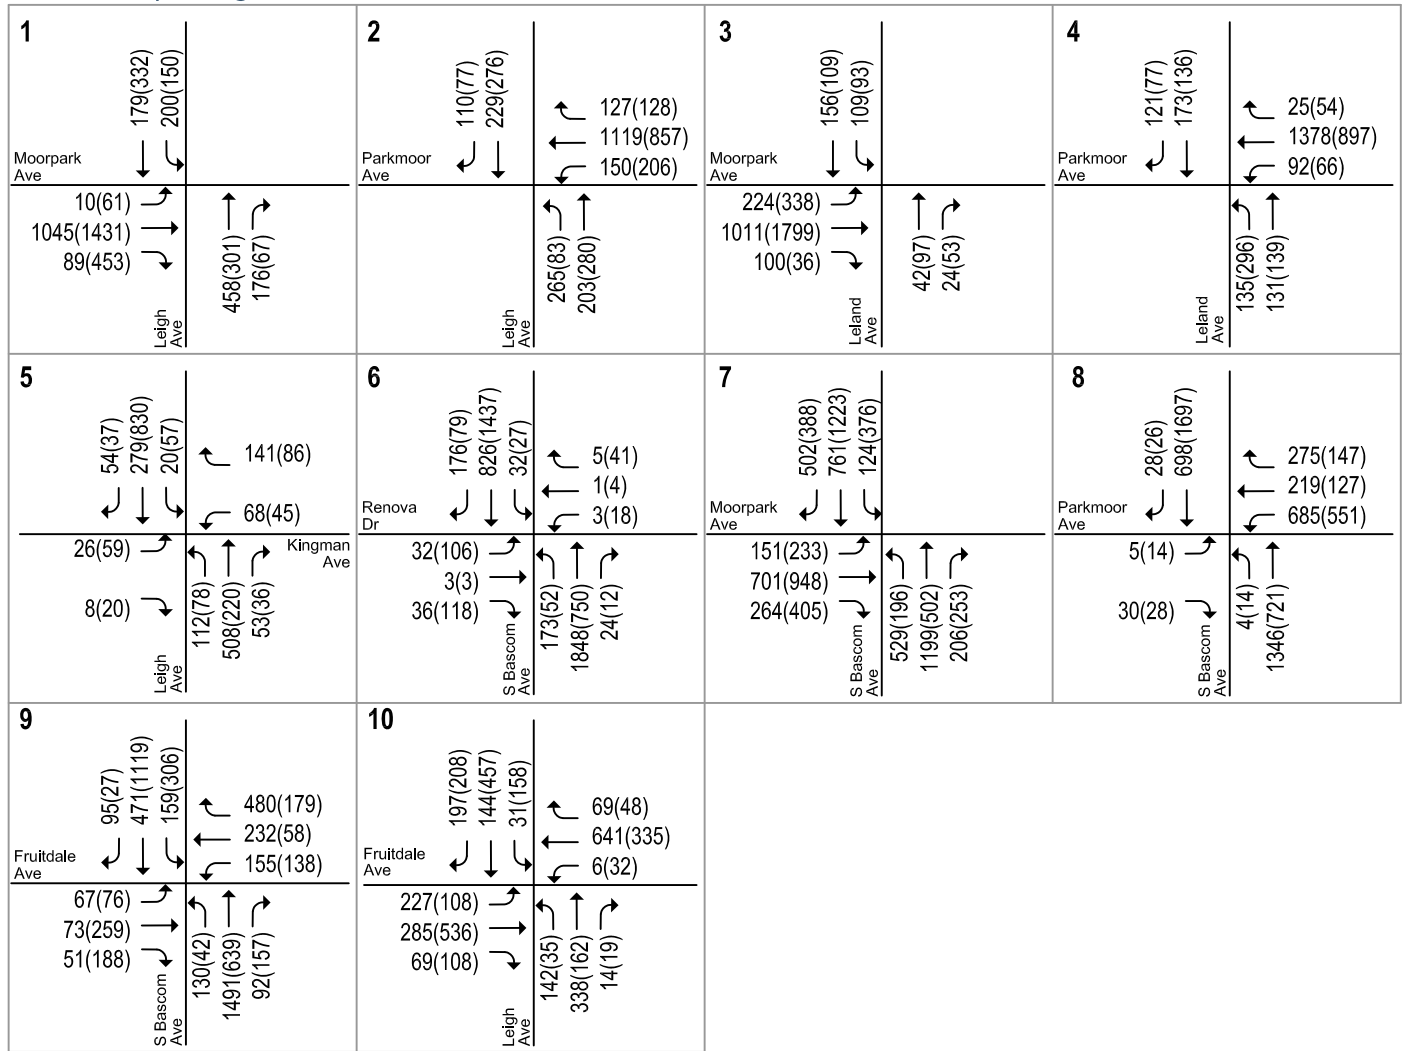 1
179(332)
200(150)
Moorpark
Ave
10(61)
1045(1431)
89(453)
458(301)
176(67)
Leigh
Ave
2
110(77)
229(276)
127(128)
1119(857)
150(206)
Parkmoor
Ave
265(83)
203(280)
Leigh
Ave
3
156(109)
109(93)
Moorpark
Ave
224(338)
1011(1799)
100(36)
42(97)
24(53)
Leland
Ave
4
121(77)
173(136)
25(54)
1378(897)
92(66)
Parkmoor
Ave
135(296)
131(139)
Leland
Ave
5
54(37)
279(830)
20(57)
141(86)
68(45)
Kingman
Ave
26(59)
8(20)
112(78)
508(220)
53(36)
Leigh
Ave
6
176(79)
826(1437)
32(27)
5(41)
1(4)
3(18)
Renova
Dr
32(106)
3(3)
36(118)
173(52)
1848(750)
24(12)
S Bascom
Ave
7
502(388)
761(1223)
124(376)
Moorpark
Ave
151(233)
701(948)
264(405)
529(196)
1199(502)
206(253)
S Bascom
Ave
8
28(26)
698(1697)
275(147)
219(127)
685(551)
Parkmoor
Ave
5(14)
30(28)
4(14)
1346(721)
S Bascom
Ave
9
95(27)
471(1119)
159(306)
480(179)
232(58)
155(138)
Fruitdale
Ave
67(76)
73(259)
51(188)
130(42)
1491(639)
92(157)
S Bascom
Ave
10
197(208)
144(457)
31(158)
69(48)
641(335)
6(32)
Fruitdale
Ave
227(108)
285(536)
69(108)
142(35)
338(162)
14(19)
Leigh
Ave